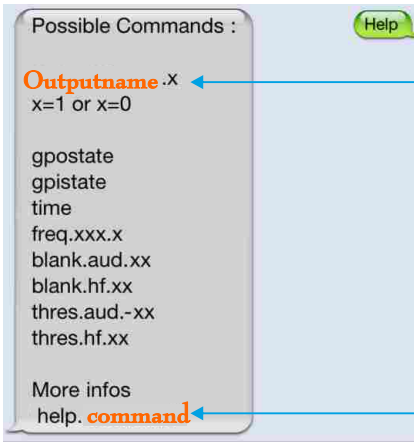 Possible Commands :
Help
Outputname .x
x=1 or x=0
gpostate
gpistate
time
freq.xxx.x
blank.aud.xx
blank.hf.xx
thres.aud.-xx
thres.hf.xx
More infos
help. command